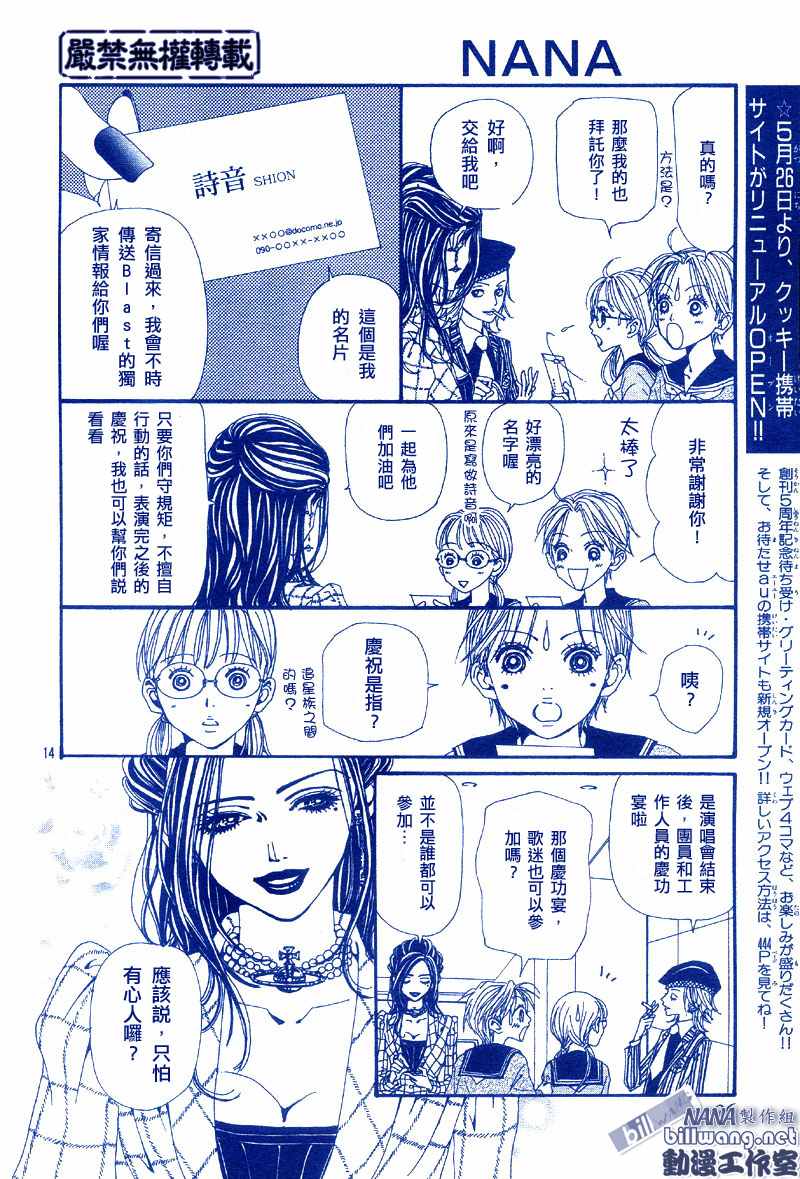 嚴禁無權轉載
NANA
☆5月26日より、クッキー携帯
サイトがリニューアルOPEN!!
創刊5周年記念待ち受け・グリーティングカード、ウェブ4コマなど、お楽しみが盛りだくさん!!
そして、お待たせauの携帯サイトも新規オープン!! 詳しいアクセス方法は、444Pを見てね!
真的嗎?
那麼我的也
拜託你了!
方法是?
好啊,
交給我吧
詩音 SHION
××○○@docomo.ne.jp
090-○○××-××○○
這個是我
的名片
寄信過來,我會不時
傳送Blast的獨
家情報給你們喔
非常謝謝你!
太棒了
好漂亮的
名字喔
原來是寫做詩音啊
一起為他
們加油吧
只要你們守規矩,不擅自
行動的話,表演完之後的
慶祝,我也可以幫你們說
看看
咦?
慶祝是指?
追星族之間
的嗎?
14
是演唱會結束
後,團員和工
作人員的慶功
宴啦
那個慶功宴,
歌迷也可以參
加嗎?
並不是誰都可以
參加…
應該說,只怕
有心人囉?
bill wang
NANA製作組
billwang.net
動漫工作室